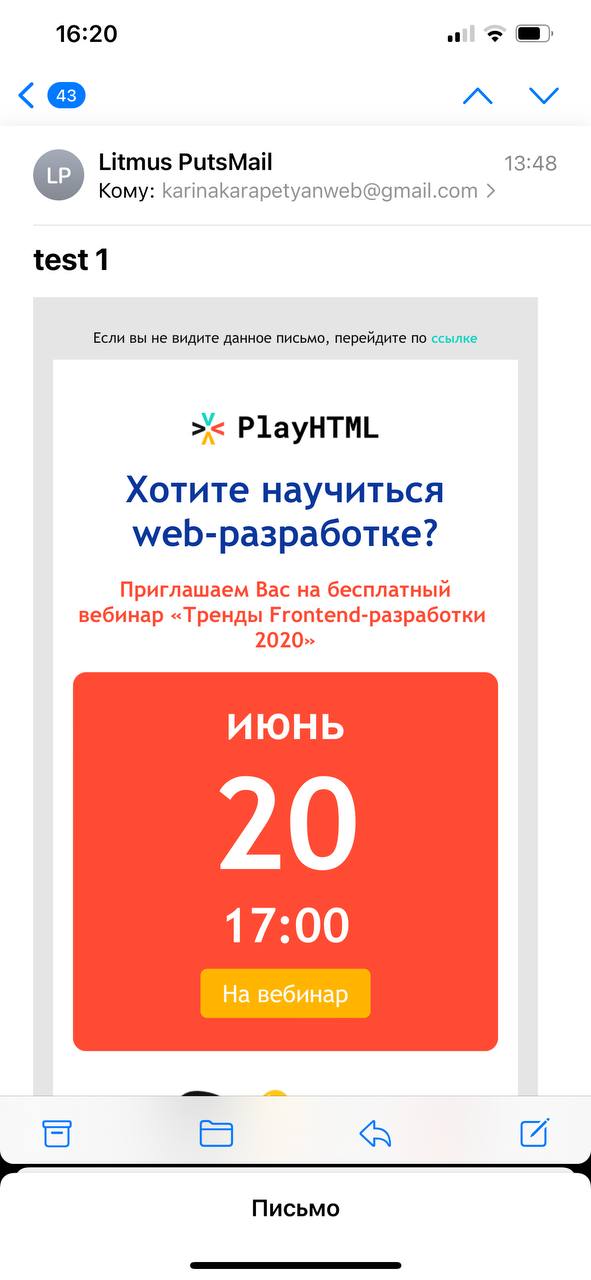 16:20
43
LP
Litmus PutsMail
13:48
Кому: karinakarapetyanweb@gmail.com
test 1
Если вы не видите данное письмо, перейдите по ссылке
PlayHTML
Хотите научиться
web-разработке?
Приглашаем Вас на бесплатный
вебинар «Тренды Frontend-разработки
2020»
ИЮНЬ
20
17:00
На вебинар
Письмо